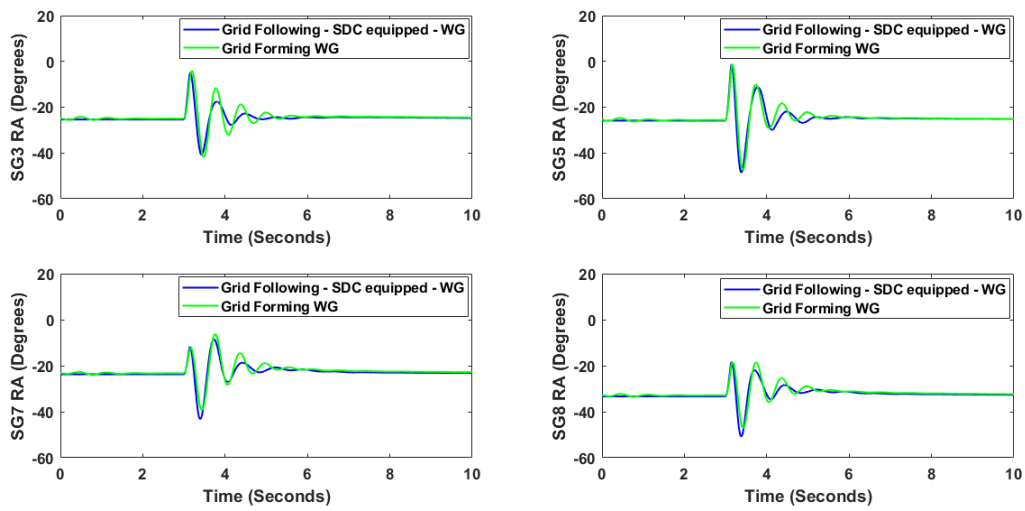 SG3 RA (Degrees)
20
0
-20
-40
-60
Grid Following - SDC equipped - WG
Grid Forming WG
0 2 4 6 8 10
Time (Seconds)
SG5 RA (Degrees)
20
0
-20
-40
-60
Grid Following - SDC equipped - WG
Grid Forming WG
0 2 4 6 8 10
Time (Seconds)
SG7 RA (Degrees)
20
0
-20
-40
-60
Grid Following - SDC equipped - WG
Grid Forming WG
0 2 4 6 8 10
Time (Seconds)
SG8 RA (Degrees)
20
0
-20
-40
-60
Grid Following - SDC equipped - WG
Grid Forming WG
0 2 4 6 8 10
Time (Seconds)